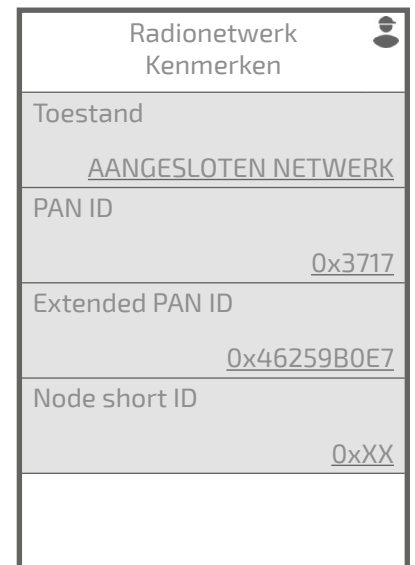 Radionetwerk
Kenmerken
Toestand
AANGESLOTEN NETWERK
PAN ID
0x3717
Extended PAN ID
0x46259B0E7
Node short ID
0xXX